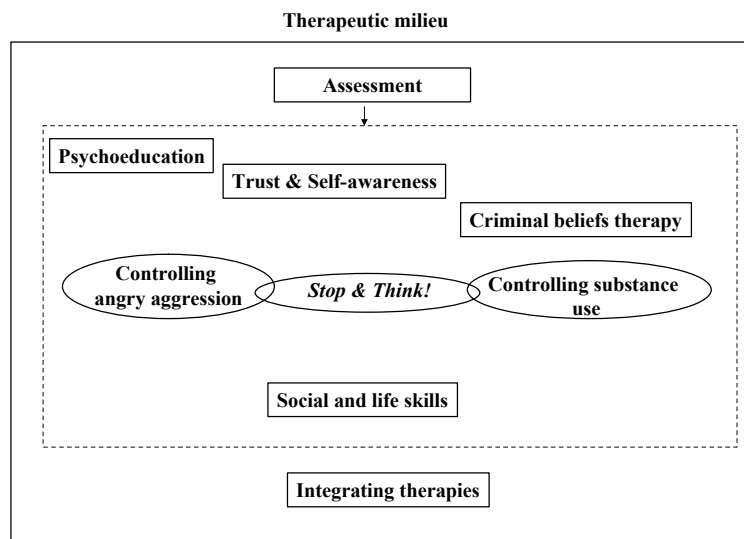 Therapeutic milieu
Assessment
Psychoeducation
Trust & Self-awareness
Criminal beliefs therapy
Controlling
angry aggression
Stop & Think!
Controlling substance
use
Social and life skills
Integrating therapies